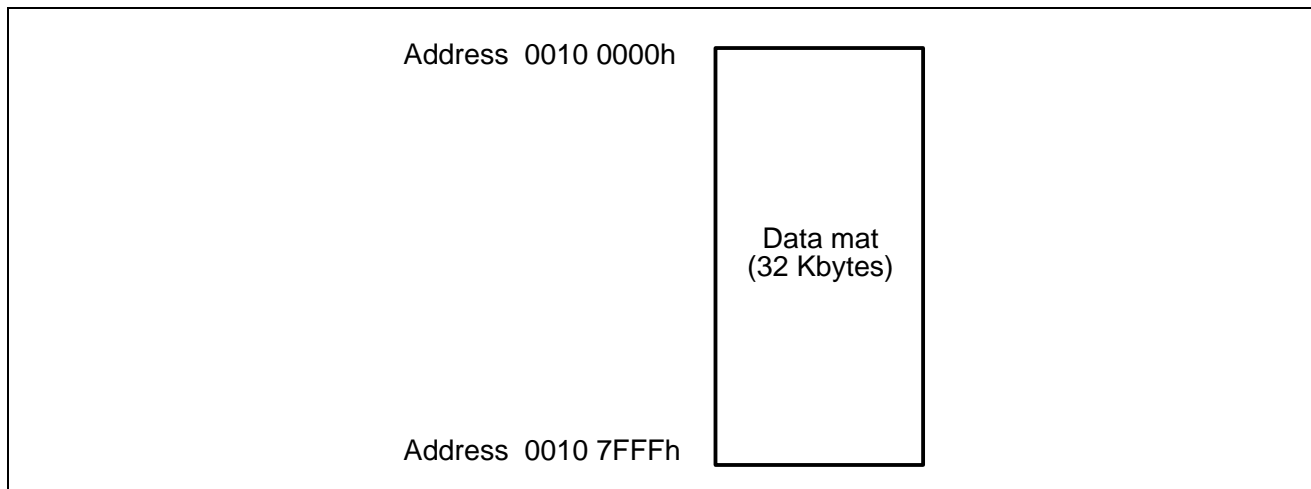 Address 0010 0000h
Data mat
(32 Kbytes)
Address 0010 7FFFh